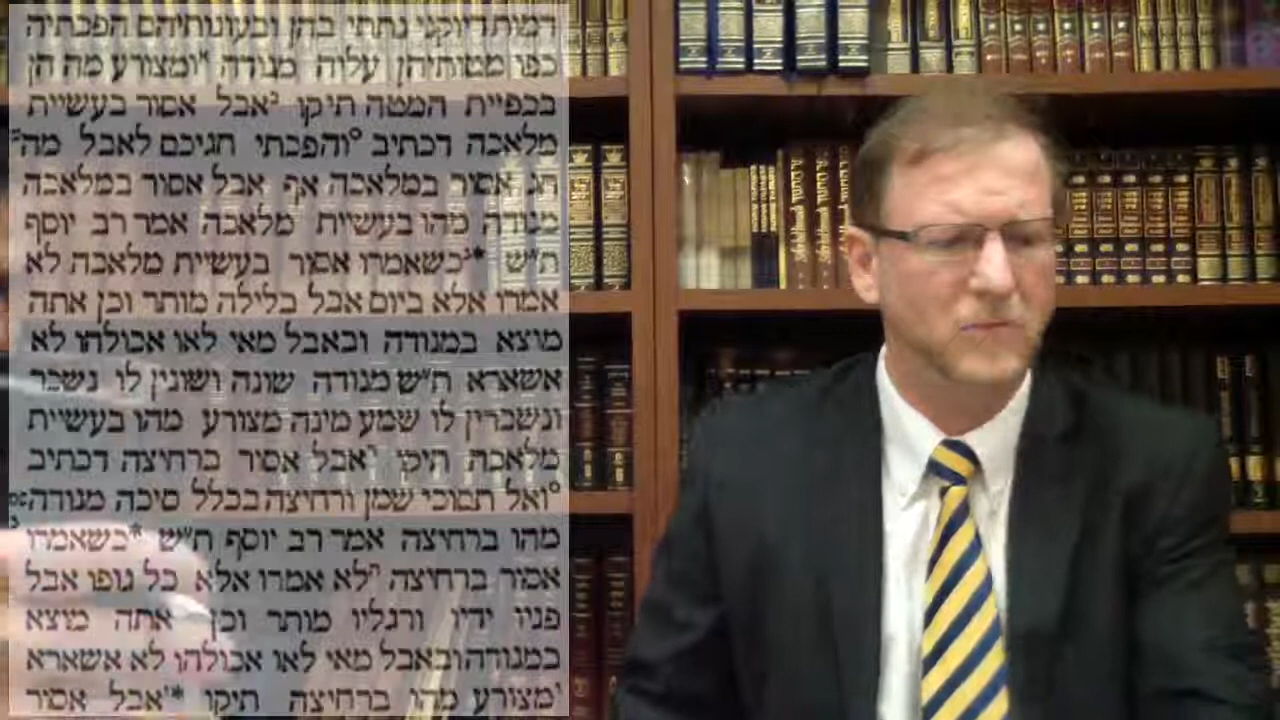 דמות דיוקני נתתי בהן ובעונותיהם הפכתיה
כפו מטותיהן עלוה מנודה *ומצורע מה הן
בכפיית המטה תיקו באבל אסור בעשיית
מלאכה דכתיב °והפכתי חגיכם לאבל מה
חג אסור במלאכה אף אבל אסור במלאכה
מנודה מהו בעשיית מלאכה אמר רב יוסף
ת"ש *גכשאמרו אסור בעשיית מלאכה לא
אמרו אלא ביום אבל בלילה מותר וכן אתה
מוצא במנודה ובאבל מאי לאו אכולהו לא
אשארא ת"ש מנודה שונה ושונין לו נשכר
ונשכרין לו שמע מינה מצורע מהו בעשיית
מלאכה תיקו דאבל אסור ברחיצה דכתיב
°ואל תסוכי שמן ורחיצה בכלל סיכה מנודה
מהו ברחיצה אמר רב יוסף ת"ש *כשאמרו
אסור ברחיצה הלא אמרו אלא כל גופו אבל
פניו ידיו ורגליו מותר וכן אתה מוצא
במנודה ובאבל מאי לאו אכולהו לא אשארא
מצורע מהו ברחיצה תיקו *אבל אסור